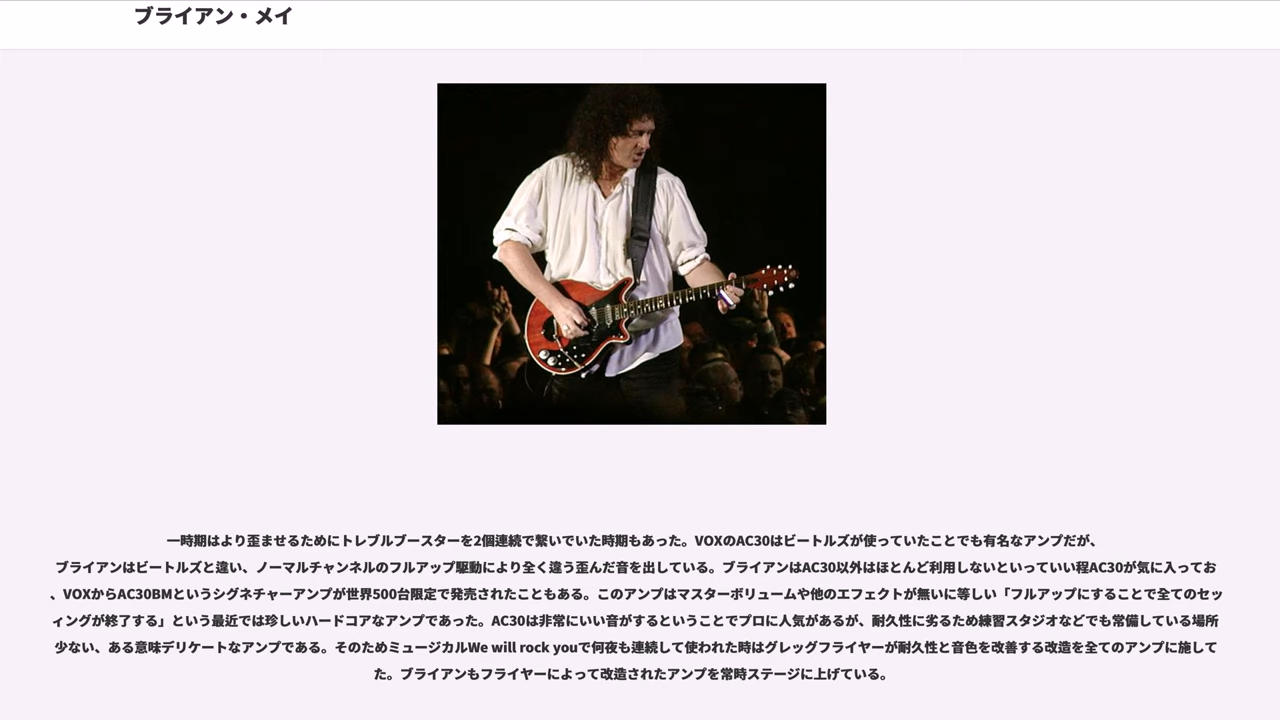 ブライアン・メイ
一時期はより歪ませるためにトレブルブースターを2個連続で繋いでいた時期もあった。VOXのAC30はビートルズが使っていたことでも有名なアンプだが、
ブライアンはビートルズと違い、ノーマルチャンネルのフルアップ駆動により全く違う歪んだ音を出している。ブライアンはAC30以外はほとんど利用しないといっていい程AC30が気に入ってお
、VOXからAC30BMというシグネチャーアンプが世界500台限定で発売されたこともある。このアンプはマスターボリュームや他のエフェクトが無いに等しい「フルアップにすることで全てのセッ
ィングが終了する」という最近では珍しいハードコアなアンプであった。AC30は非常にいい音がするということでプロに人気があるが、耐久性に劣るため練習スタジオなどでも常備している場所
少ない、ある意味デリケートなアンプである。そのためミュージカルWe will rock youで何夜も連続して使われた時はグレッグフライヤーが耐久性と音色を改善する改造を全てのアンプに施して
た。ブライアンもフライヤーによって改造されたアンプを常時ステージに上げている。